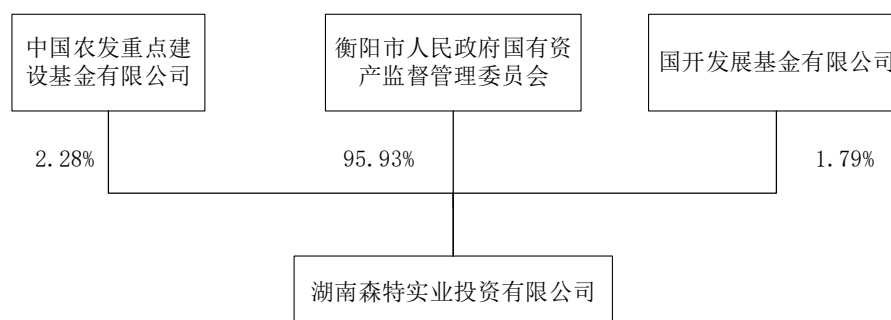 中国农发重点建
设基金有限公司
衡阳市人民政府国有资
产监督管理委员会
国开发展基金有限公司
2.28%
95.93%
1.79%
湖南森特实业投资有限公司